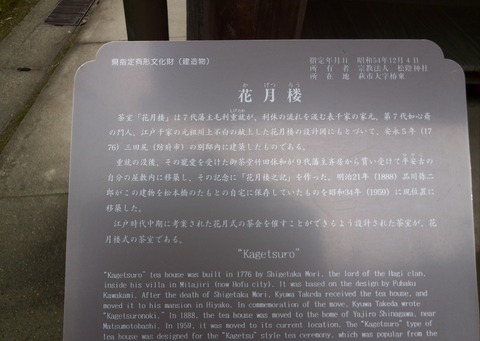 県指定有形文化財（建造物）
指定年月日　昭和54年12月4日
所有者　宗教法人　松陰神社
所在地　萩市大字椿東
か　げつ　ろう
花月楼
茶室「花月楼」は7代藩主毛利重就が、利休の流れを汲む表千家の家元、第7代如心斎
の門人、江戸千家の元祖川上不白の献上した花月楼の設計図にもとづいて、安永5年（17
76）三田尻（防府市）の別邸内に建築したものである。
重就の没後、その寵愛を受けた御茶堂竹田休和が9代藩主斉房から貰い受けて平安古の
自分の屋敷内に移築し、その記念に「花月楼之記」を作った。明治21年（1888）品川弥二
郎がこの建物を松本橋のたもとの自宅に保存していたものを昭和34年（1959）に現位置に
移築した。
江戸時代中期に考案された花月式の茶会を催すことができるよう設計された茶室が、花
月楼式の茶室である。
"Kagetsuro"
"Kagetsuro" tea house was built in 1776 by Shigetaka Mori, the lord of the Hagi clan,
inside his villa in Mitajiri (now Hofu city). It was based on the design by Fuhaku
Kawakami. After the death of Shigetaka Mori, Kyuwa Takeda received the tea house, and
moved it to his mansion in Hiyako. In commemoration of the move, Kyuwa Takeda wrote
"Kagetsuronoki." In 1888, the tea house was moved to the home of Yajiro Shinagawa, near
Matsumotobashi. In 1959, it was moved to its current location. The "Kagetsuro" type of
tea house was designed for the "Kagetsu" style tea ceremony, which was popular from the